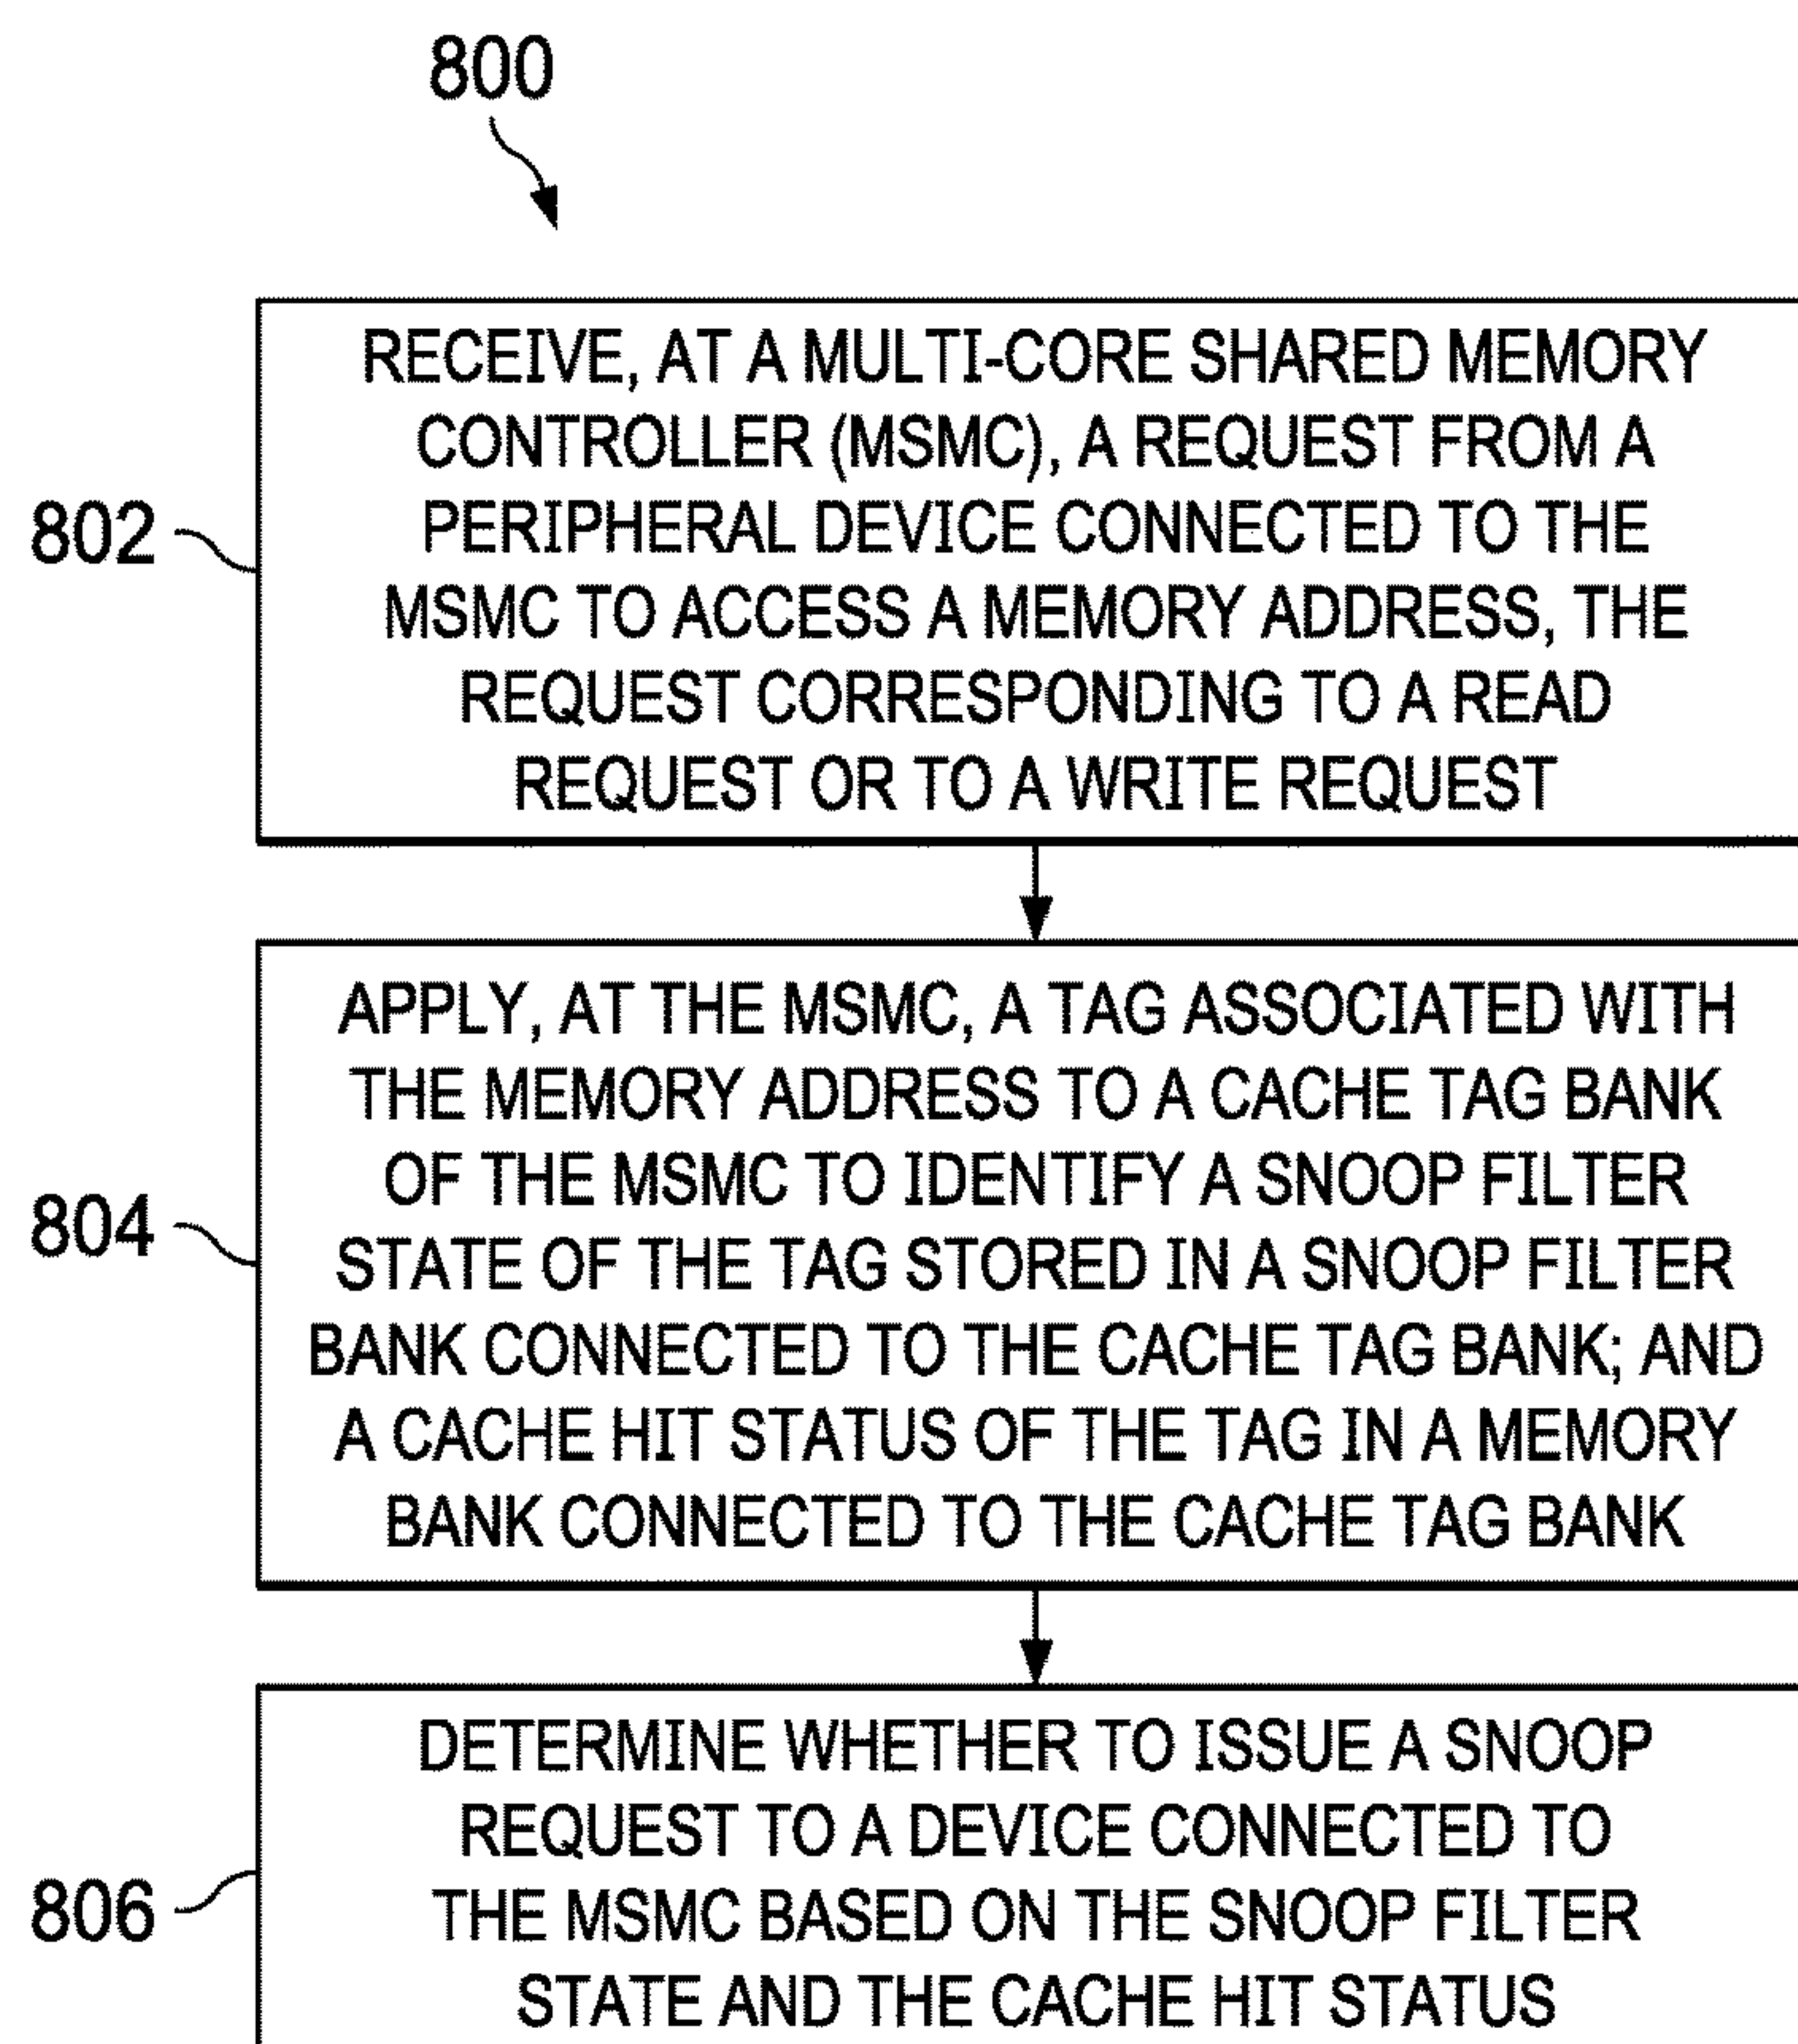 800
802
RECEIVE, AT A MULTI-CORE SHARED MEMORY
CONTROLLER (MSMC), A REQUEST FROM A
PERIPHERAL DEVICE CONNECTED TO THE
MSMC TO ACCESS A MEMORY ADDRESS, THE
REQUEST CORRESPONDING TO A READ
REQUEST OR TO A WRITE REQUEST
804
APPLY, AT THE MSMC, A TAG ASSOCIATED WITH
THE MEMORY ADDRESS TO A CACHE TAG BANK
OF THE MSMC TO IDENTIFY A SNOOP FILTER
STATE OF THE TAG STORED IN A SNOOP FILTER
BANK CONNECTED TO THE CACHE TAG BANK; AND
A CACHE HIT STATUS OF THE TAG IN A MEMORY
BANK CONNECTED TO THE CACHE TAG BANK
806
DETERMINE WHETHER TO ISSUE A SNOOP
REQUEST TO A DEVICE CONNECTED TO
THE MSMC BASED ON THE SNOOP FILTER
STATE AND THE CACHE HIT STATUS